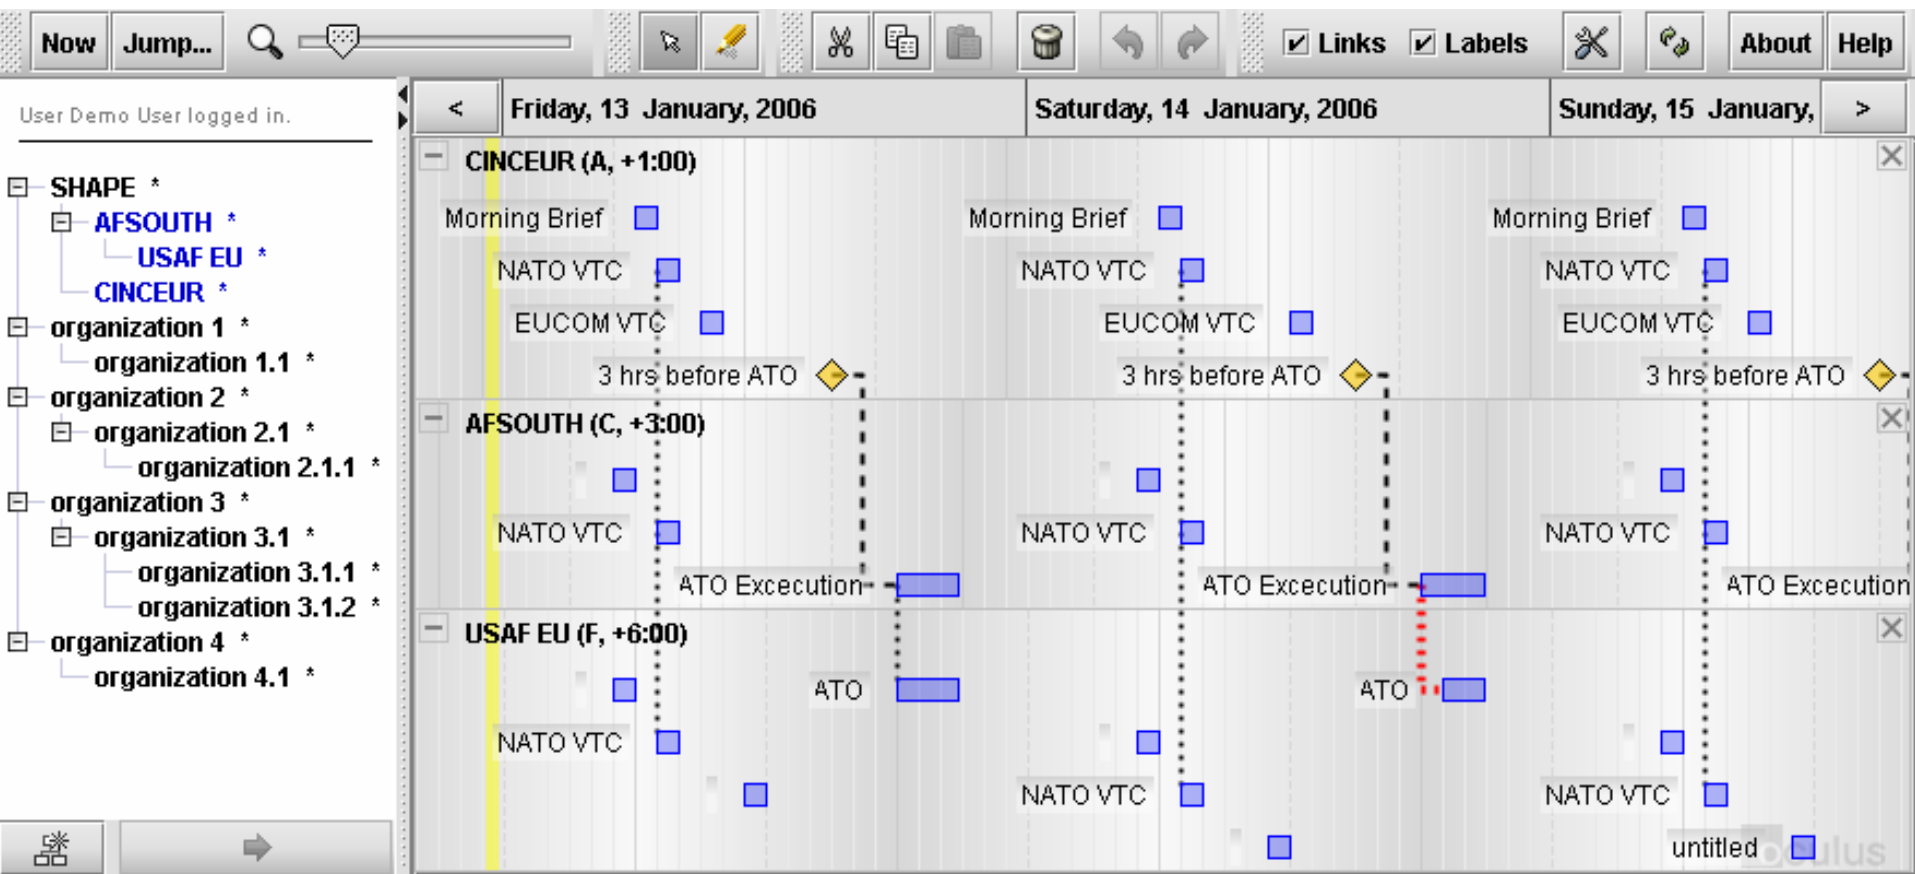 Now Jump... Links Labels About Help
User Demo User logged in.
< Friday, 13 January, 2006 Saturday, 14 January, 2006 Sunday, 15 January, >
SHAPE *
AFSOUTH *
USAF EU *
CINCEUR *
organization 1 *
organization 1.1 *
organization 2 *
organization 2.1 *
organization 2.1.1 *
organization 3 *
organization 3.1 *
organization 3.1.1 *
organization 3.1.2 *
organization 4 *
organization 4.1 *
CINCEUR (A, +1:00)
Morning Brief Morning Brief Morning Brief
NATO VTC NATO VTC NATO VTC
EUCOM VTC EUCOM VTC EUCOM VTC
3 hrs before ATO 3 hrs before ATO 3 hrs before ATO
AFSOUTH (C, +3:00)
NATO VTC NATO VTC NATO VTC
ATO Excecution ATO Excecution ATO Excecution
USAF EU (F, +6:00)
ATO ATO
NATO VTC
NATO VTC NATO VTC
untitled oculus